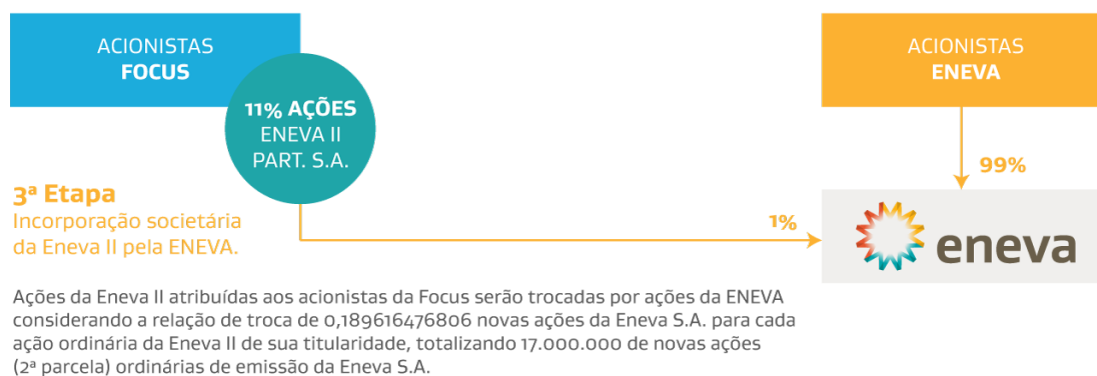 ACIONISTAS
FOCUS
ACIONISTAS
ENEVA
11% AÇÕES
ENEVA II
PART. S.A.
99%
3ª Etapa
Incorporação societária
da Eneva II pela ENEVA.
1%
eneva
Ações da Eneva II atribuídas aos acionistas da Focus serão trocadas por ações da ENEVA
considerando a relação de troca de 0,189616476806 novas ações da Eneva S.A. para cada
ação ordinária da Eneva II de sua titularidade, totalizando 17.000.000 de novas ações
(2ª parcela) ordinárias de emissão da Eneva S.A.